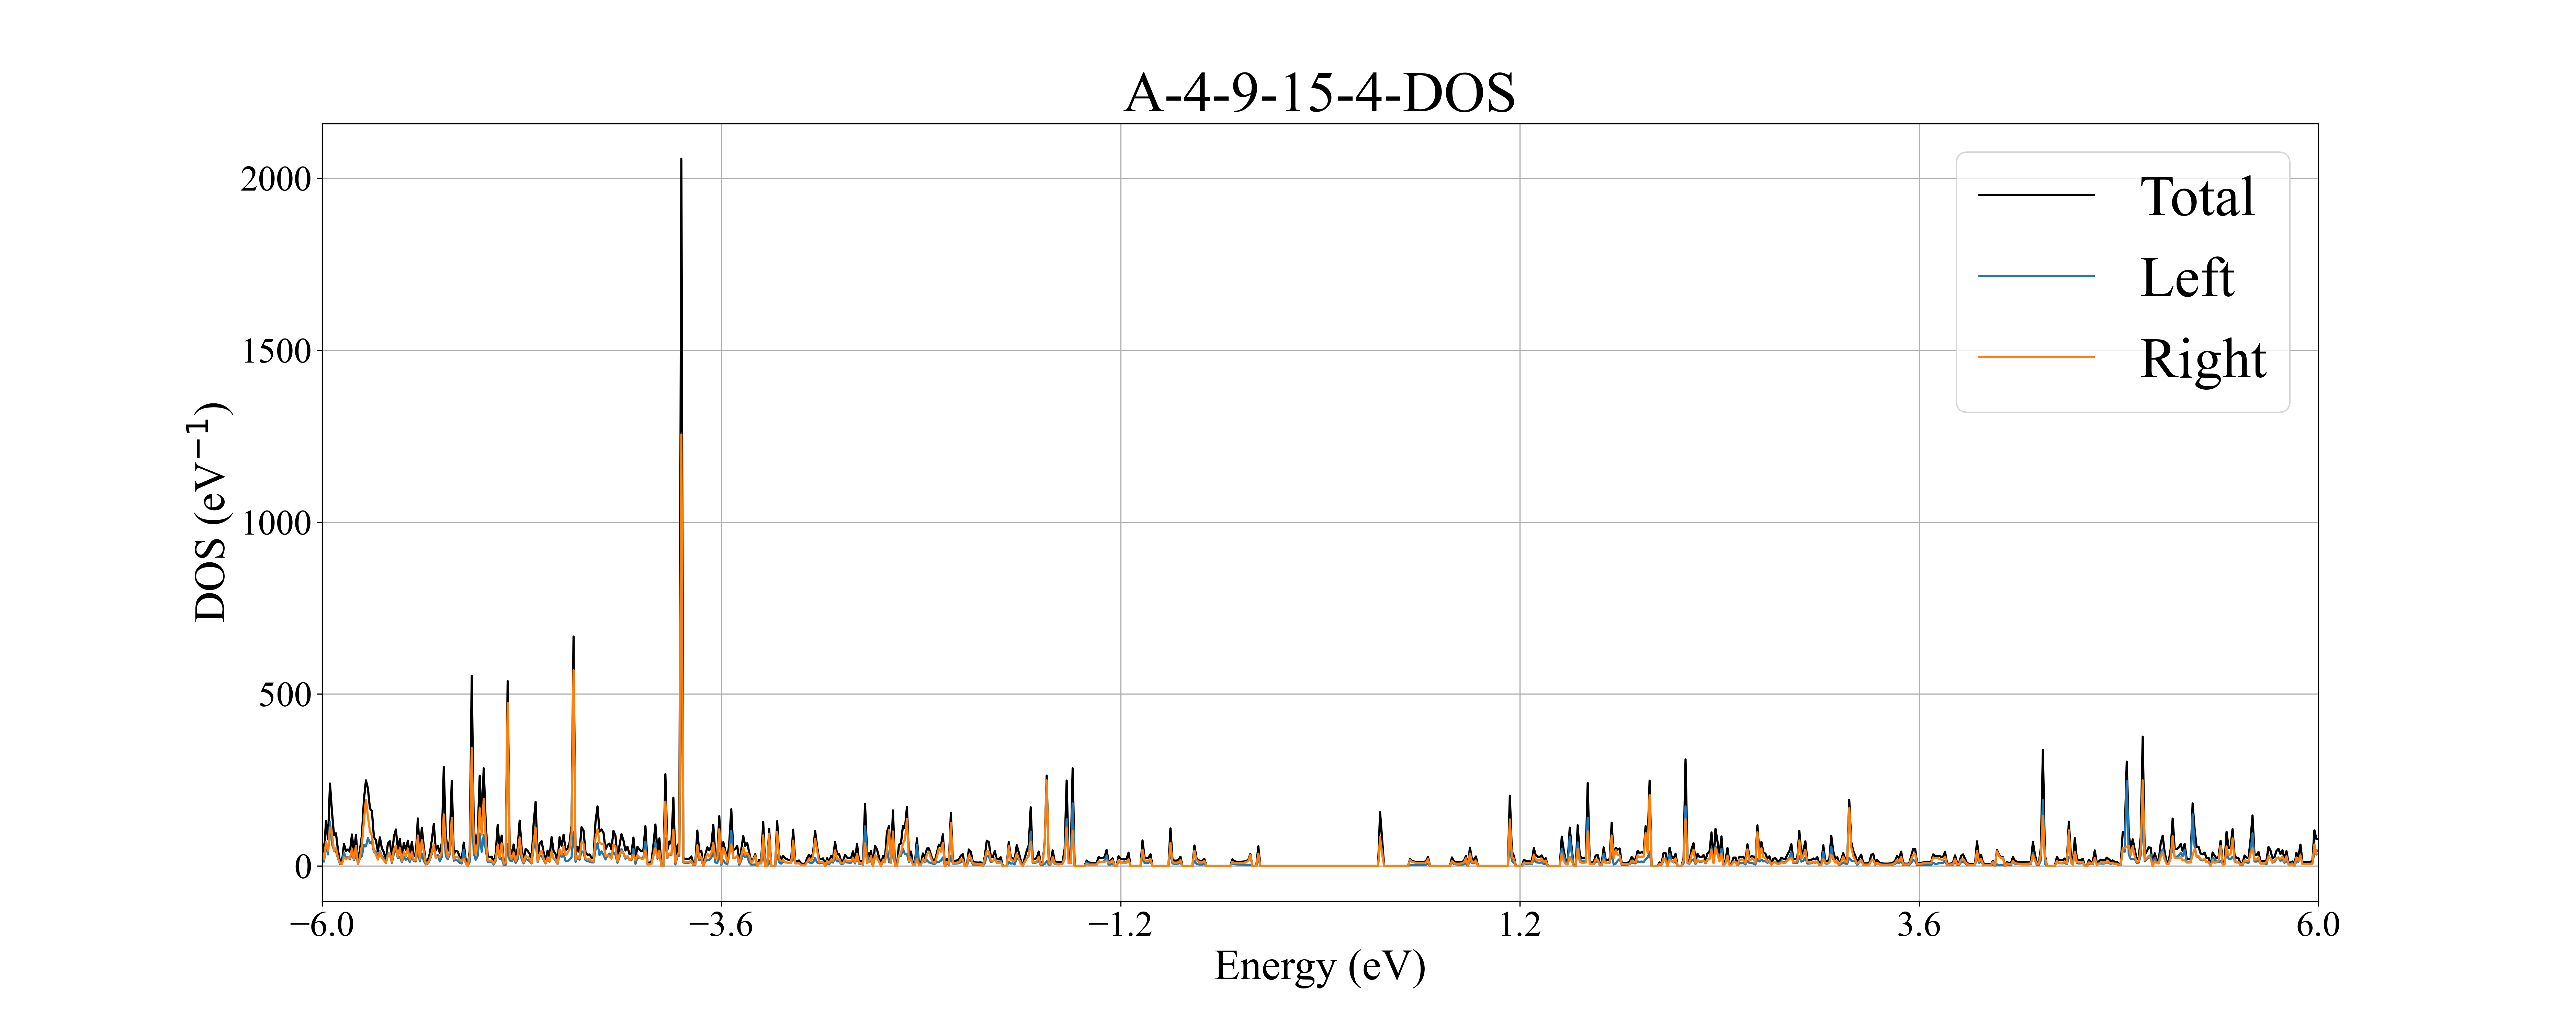 A-4-9-15-4-DOS
2000
1500
1000
500
0
DOS (eV⁻¹)
−6.0
−3.6
−1.2
1.2
3.6
6.0
Energy (eV)
Total
Left
Right